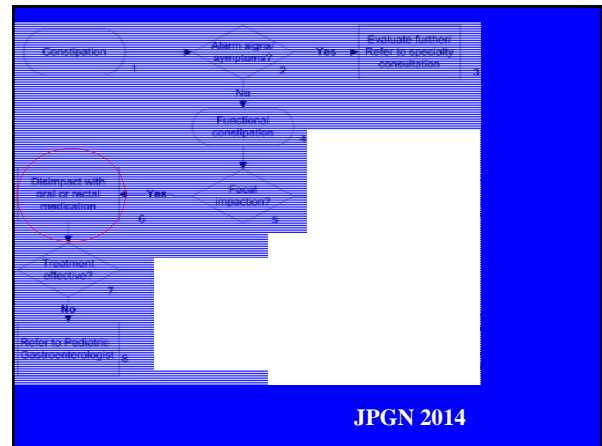 Constipation
1
Alarm signs/
symptoms?
2
Yes
Evaluate further/
Refer to specialty
consultation
3
No
Functional
constipation
4
Fecal
impaction?
5
Yes
Disimpact with
oral or rectal
medication
6
Treatment
effective?
7
No
Refer to Pediatric
Gastroenterologist
8
JPGN 2014